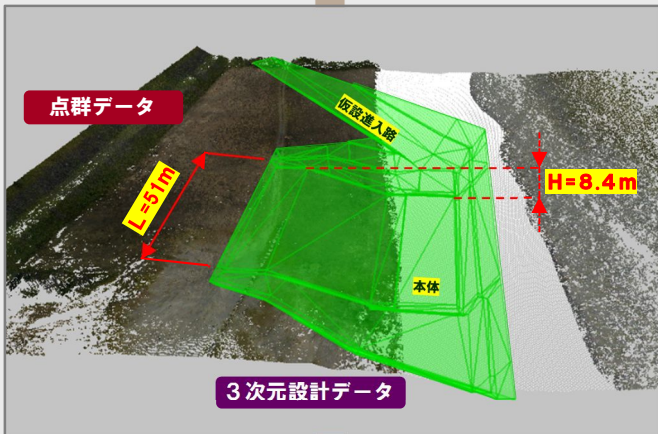 点群データ
仮設進入路
L=51m
H=8.4m
本体
３次元設計データ